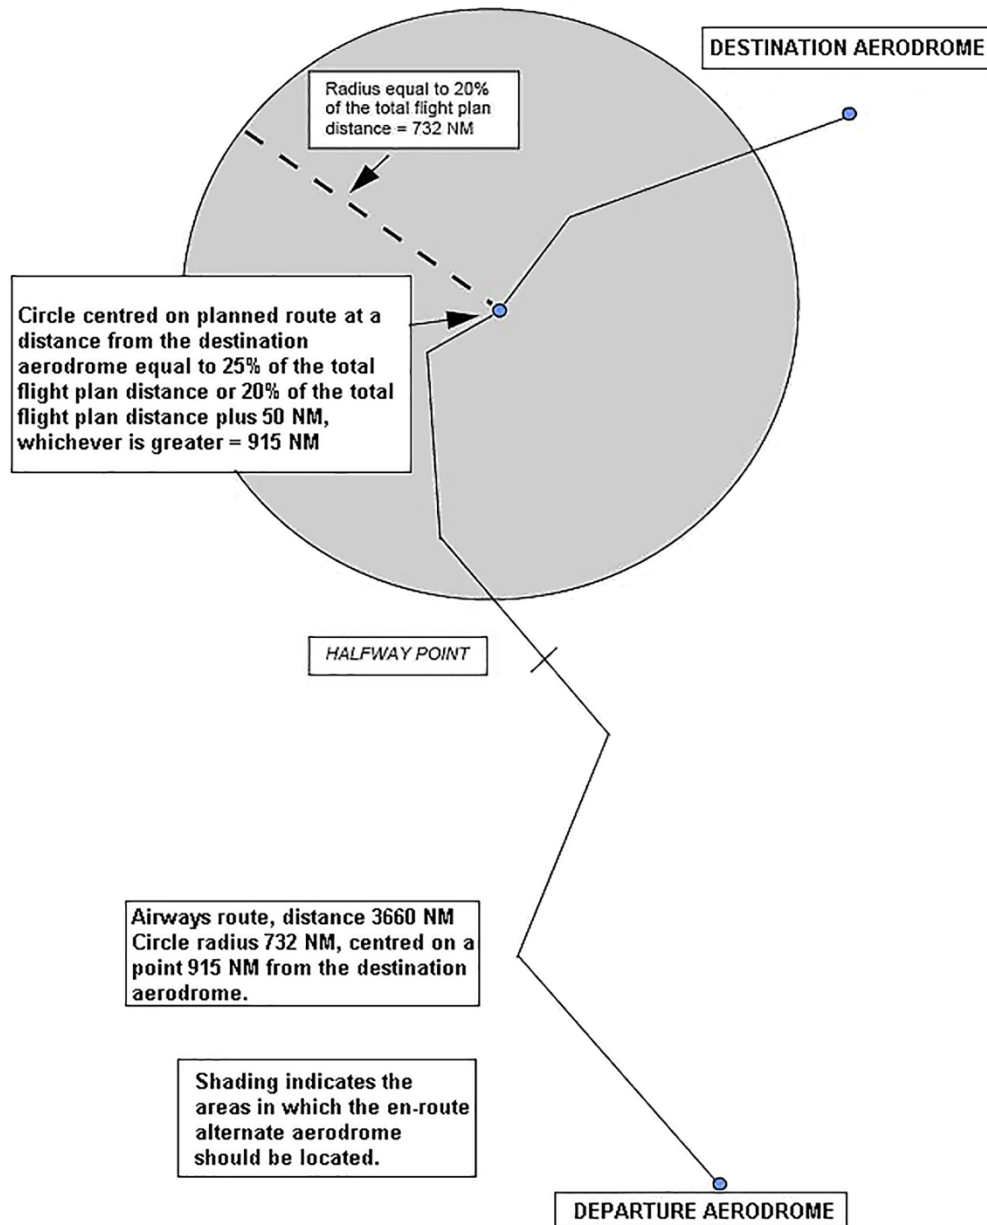 DESTINATION AERODROME
Radius equal to 20%
of the total flight plan
distance = 732 NM
Circle centred on planned route at a
distance from the destination
aerodrome equal to 25% of the total
flight plan distance or 20% of the total
flight plan distance plus 50 NM,
whichever is greater = 915 NM
HALFWAY POINT
Airways route, distance 3660 NM
Circle radius 732 NM, centred on a
point 915 NM from the destination
aerodrome.
Shading indicates the
areas in which the en-route
alternate aerodrome
should be located.
DEPARTURE AERODROME